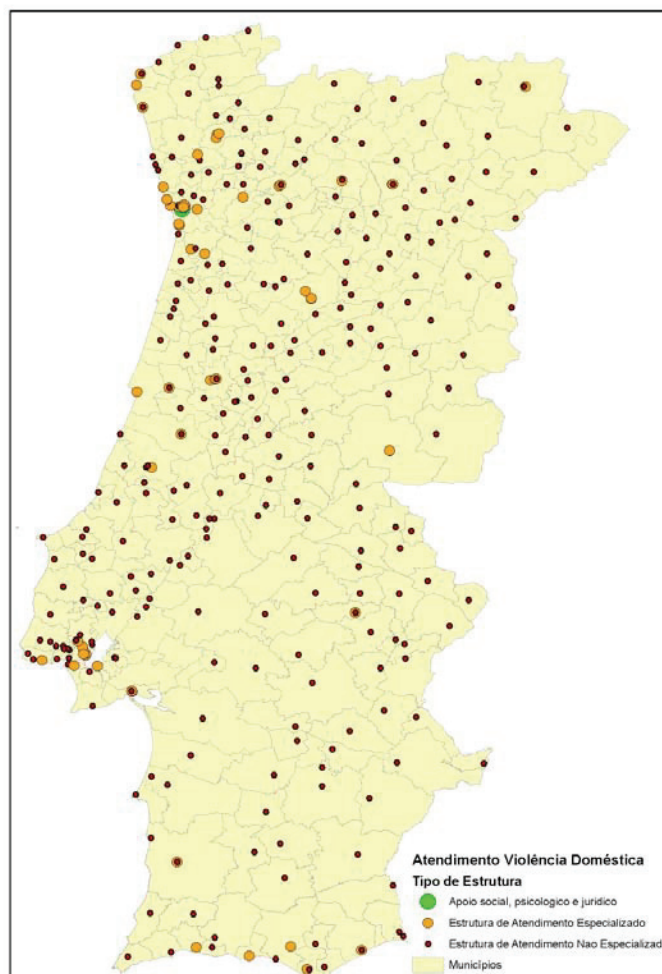 Atendimento Violência Doméstica
Tipo de Estrutura
Apoio social, psicologico e juridico
Estrutura de Atendimento Especializado
Estrutura de Atendimento Nao Especializad
Municípios